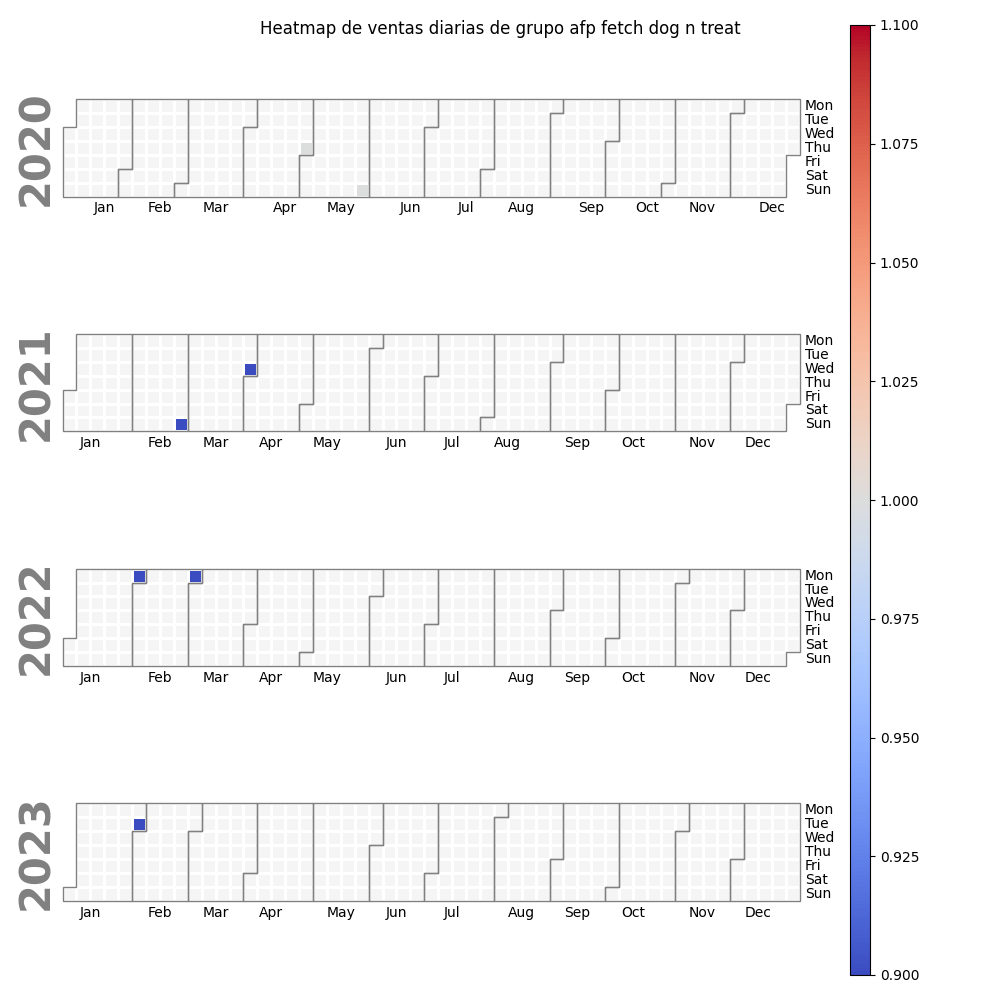 Heatmap de ventas diarias de grupo afp fetch dog n treat
2020
Mon
Tue
Wed
Thu
Fri
Sat
Sun
Jan Feb Mar Apr May Jun Jul Aug Sep Oct Nov Dec
2021
Mon
Tue
Wed
Thu
Fri
Sat
Sun
Jan Feb Mar Apr May Jun Jul Aug Sep Oct Nov Dec
2022
Mon
Tue
Wed
Thu
Fri
Sat
Sun
Jan Feb Mar Apr May Jun Jul Aug Sep Oct Nov Dec
2023
Mon
Tue
Wed
Thu
Fri
Sat
Sun
Jan Feb Mar Apr May Jun Jul Aug Sep Oct Nov Dec
1.100
1.075
1.050
1.025
1.000
0.975
0.950
0.925
0.900